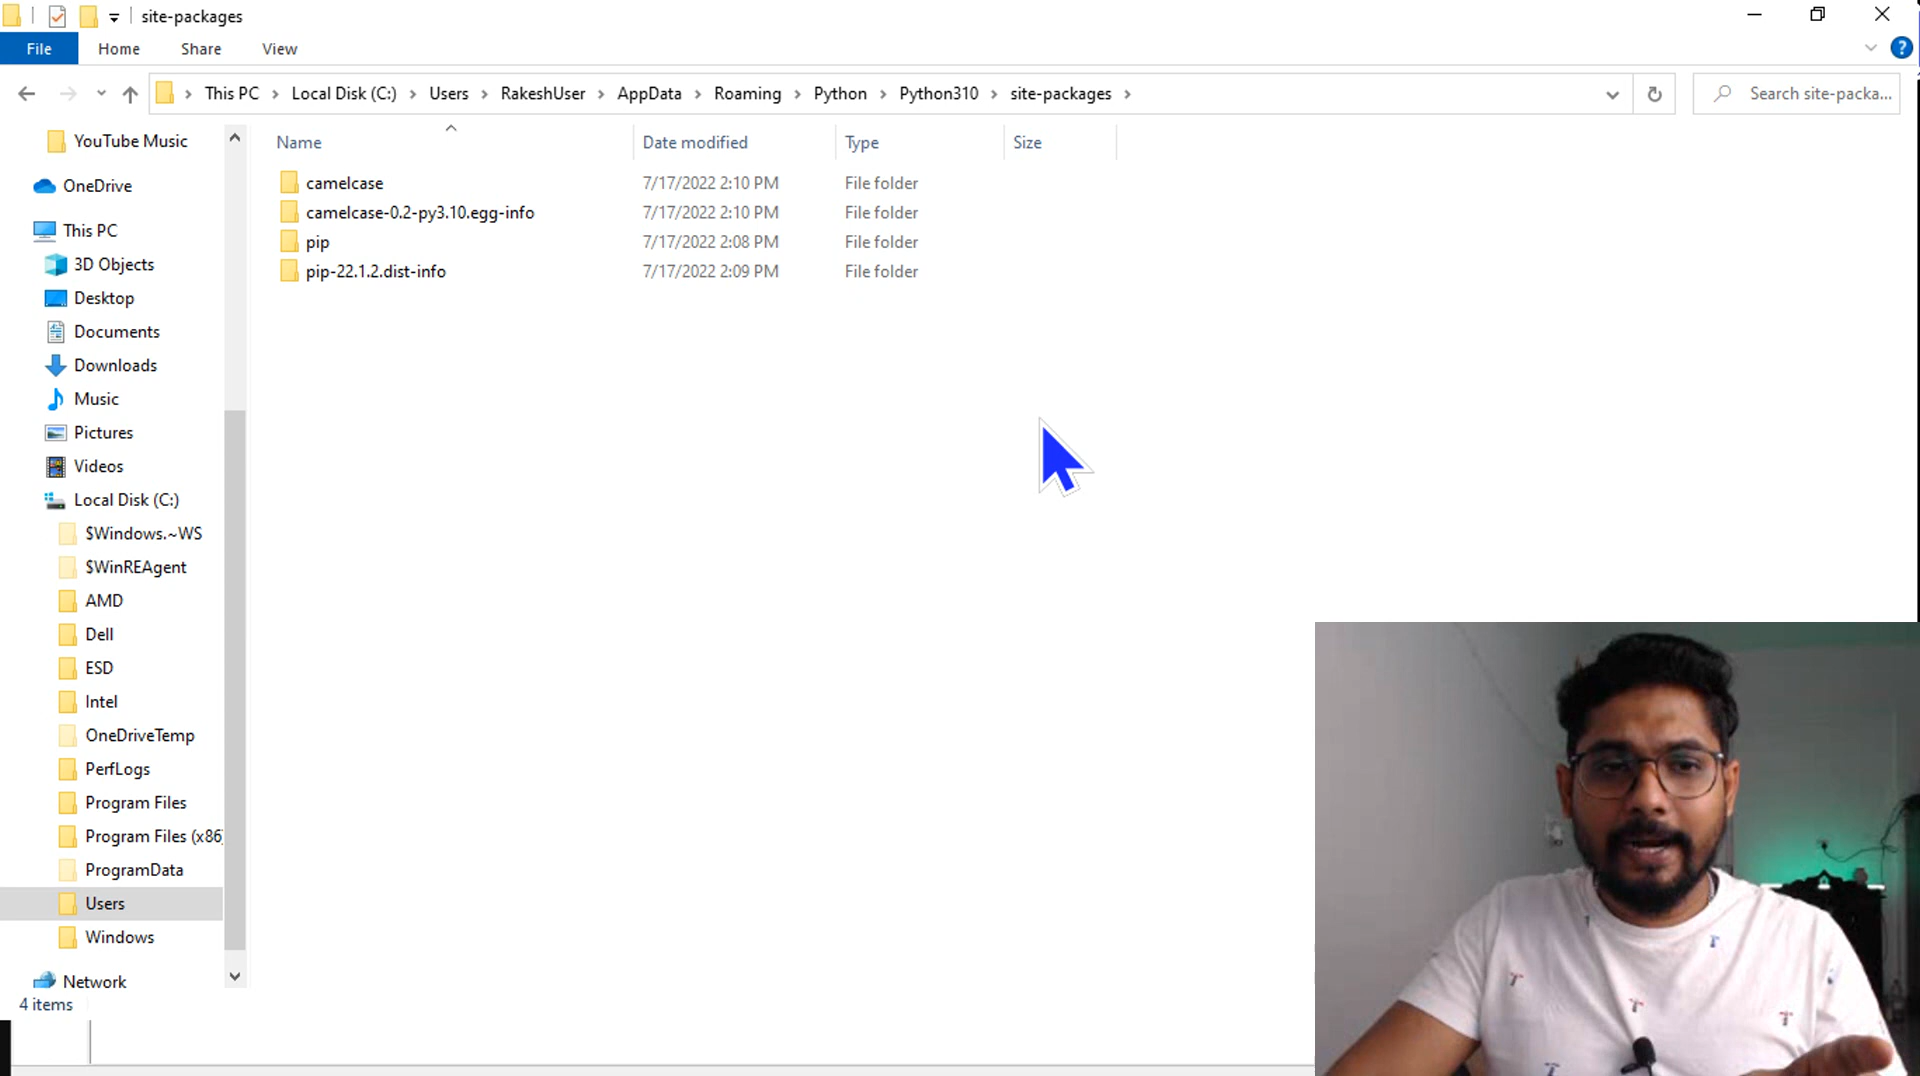 site-packages
File Home Share View
?
This PC Local Disk (C:) Users RakeshUser AppData Roaming Python Python310 site-packages
Search site-packa...
Name Date modified Type Size
camelcase 7/17/2022 2:10 PM File folder
camelcase-0.2-py3.10.egg-info 7/17/2022 2:10 PM File folder
pip 7/17/2022 2:08 PM File folder
pip-22.1.2.dist-info 7/17/2022 2:09 PM File folder
YouTube Music
OneDrive
This PC
3D Objects
Desktop
Documents
Downloads
Music
Pictures
Videos
Local Disk (C:)
$Windows.~WS
$WinREAgent
AMD
Dell
ESD
Intel
OneDriveTemp
PerfLogs
Program Files
Program Files (x86
ProgramData
Users
Windows
Network
4 items